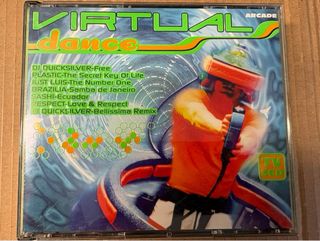 VIRTUAL
ARCADE
dance
DJ QUICKSILVER-Free
PLASTIC-The Secret Key Of Life
JUST LUIS-The Number One
BRAZILIA-Samba de Janeiro
SASH!-Ecuador
RESPECT-Love & Respect
DJ QUICKSILVER-Bellissima Remix